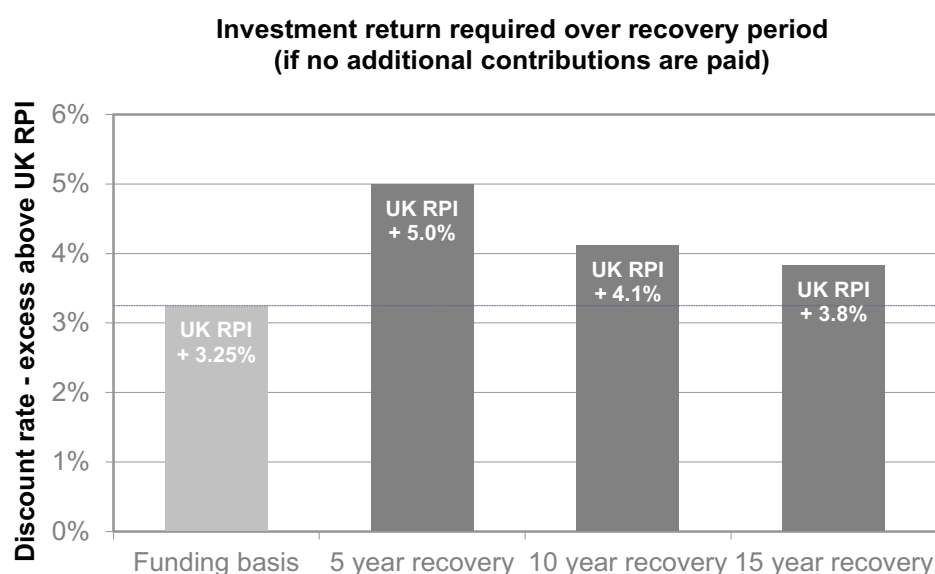 Investment return required over recovery period
(if no additional contributions are paid)
Discount rate - excess above UK RPI
6%
5%
4%
3%
2%
1%
0%
UK RPI
+ 3.25%
UK RPI
+ 5.0%
UK RPI
+ 4.1%
UK RPI
+ 3.8%
Funding basis
5 year recovery
10 year recovery
15 year recovery